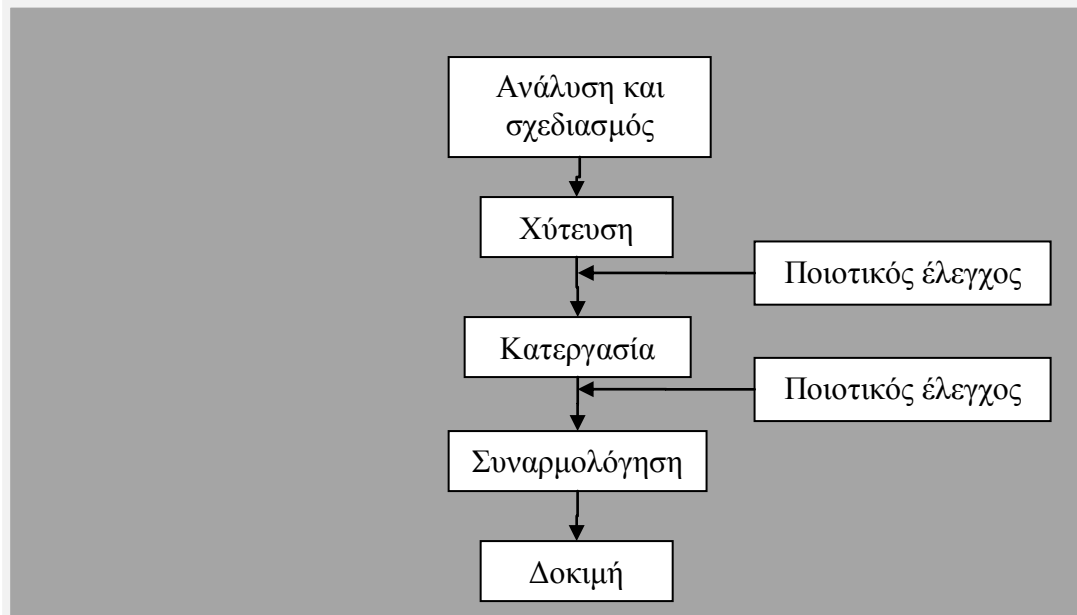 Ανάλυση και
σχεδιασμός
Χύτευση
Ποιοτικός έλεγχος
Κατεργασία
Ποιοτικός έλεγχος
Συναρμολόγηση
Δοκιμή